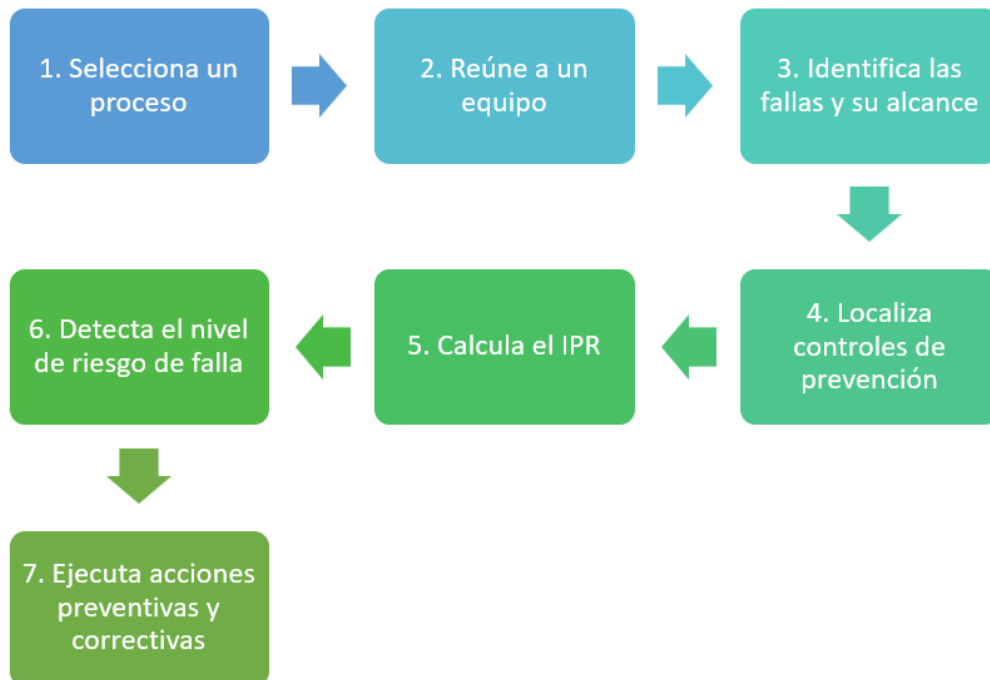 1. Selecciona un
proceso
2. Reúne a un
equipo
3. Identifica las
fallas y su alcance
4. Localiza
controles de
prevención
5. Calcula el IPR
6. Detecta el nivel
de riesgo de falla
7. Ejecuta acciones
preventivas y
correctivas